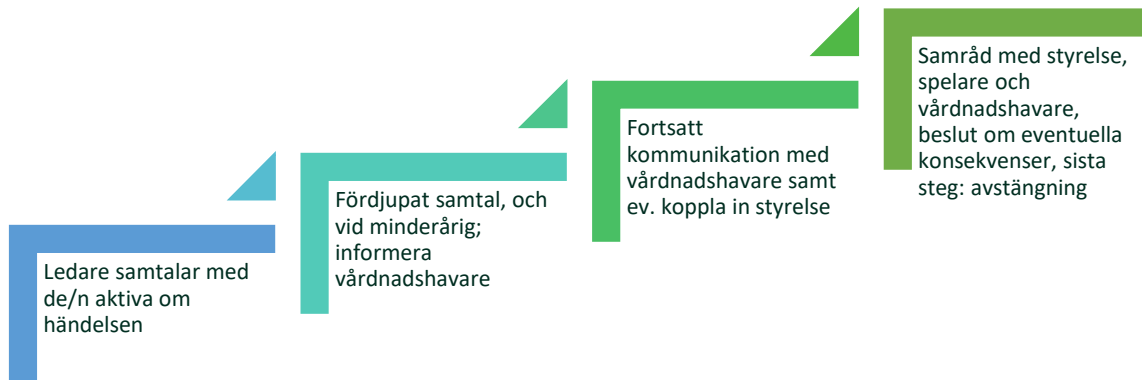 Ledare samtalar med
de/n aktiva om
händelsen
Fördjupat samtal, och
vid minderårig;
informera
vårdnadshavare
Fortsatt
kommunikation med
vårdnadshavare samt
ev. koppla in styrelse
Samråd med styrelse,
spelare och
vårdnadshavare,
beslut om eventuella
konsekvenser, sista
steg: avstängning